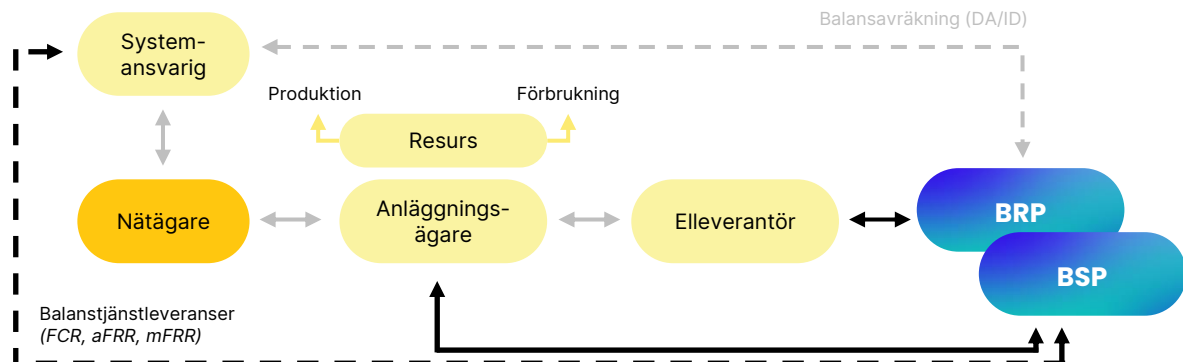 Balansavräkning (DA/ID)
System-
ansvarig
Produktion
Förbrukning
Resurs
Nätägare
Anläggnings-
ägare
Elleverantör
BRP
BSP
Balanstjänstleveranser
(FCR, aFRR, mFRR)